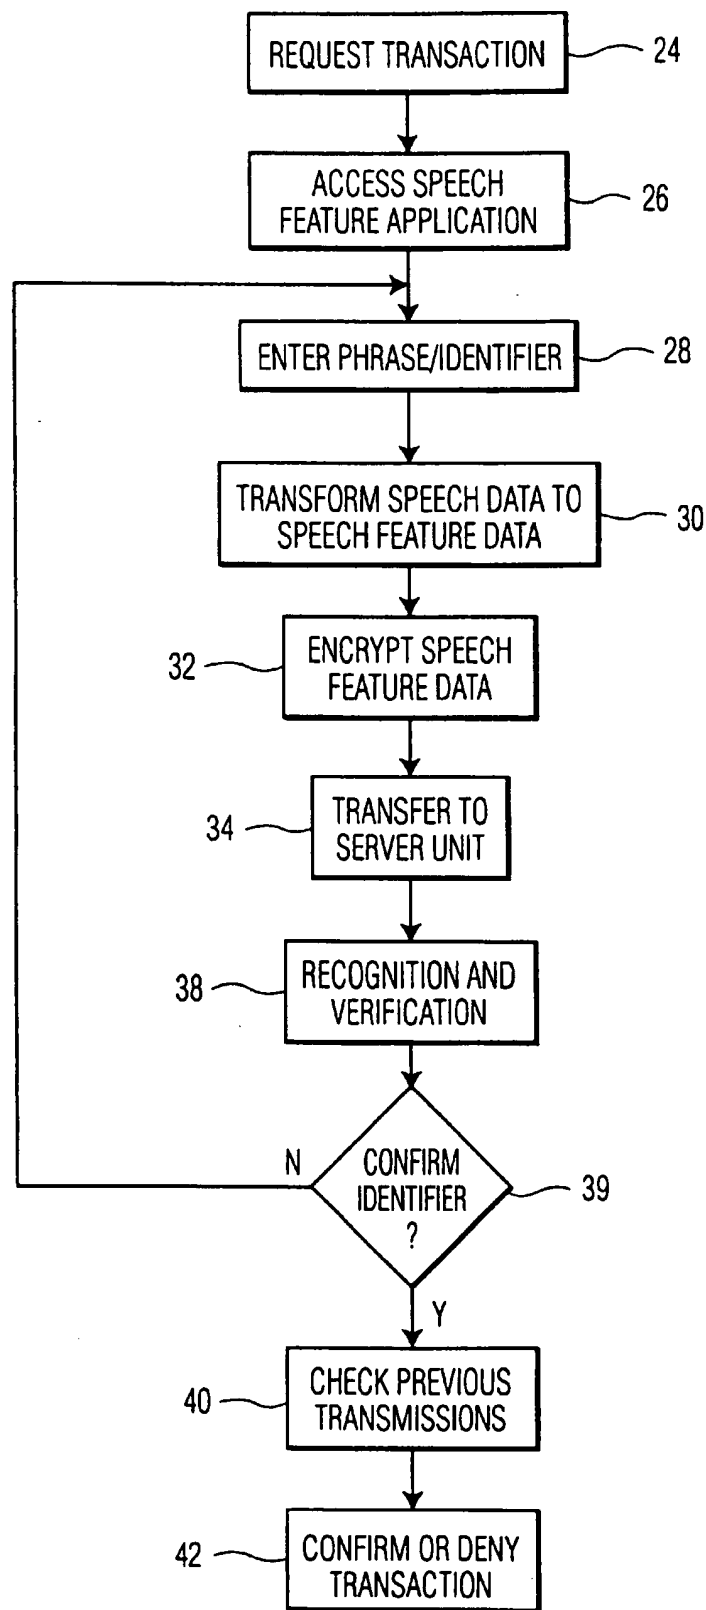 REQUEST TRANSACTION
24
ACCESS SPEECH
FEATURE APPLICATION
26
ENTER PHRASE/IDENTIFIER
28
TRANSFORM SPEECH DATA TO
SPEECH FEATURE DATA
30
32
ENCRYPT SPEECH
FEATURE DATA
34
TRANSFER TO
SERVER UNIT
38
RECOGNITION AND
VERIFICATION
N
CONFIRM
IDENTIFIER
?
39
Y
40
CHECK PREVIOUS
TRANSMISSIONS
42
CONFIRM OR DENY
TRANSACTION